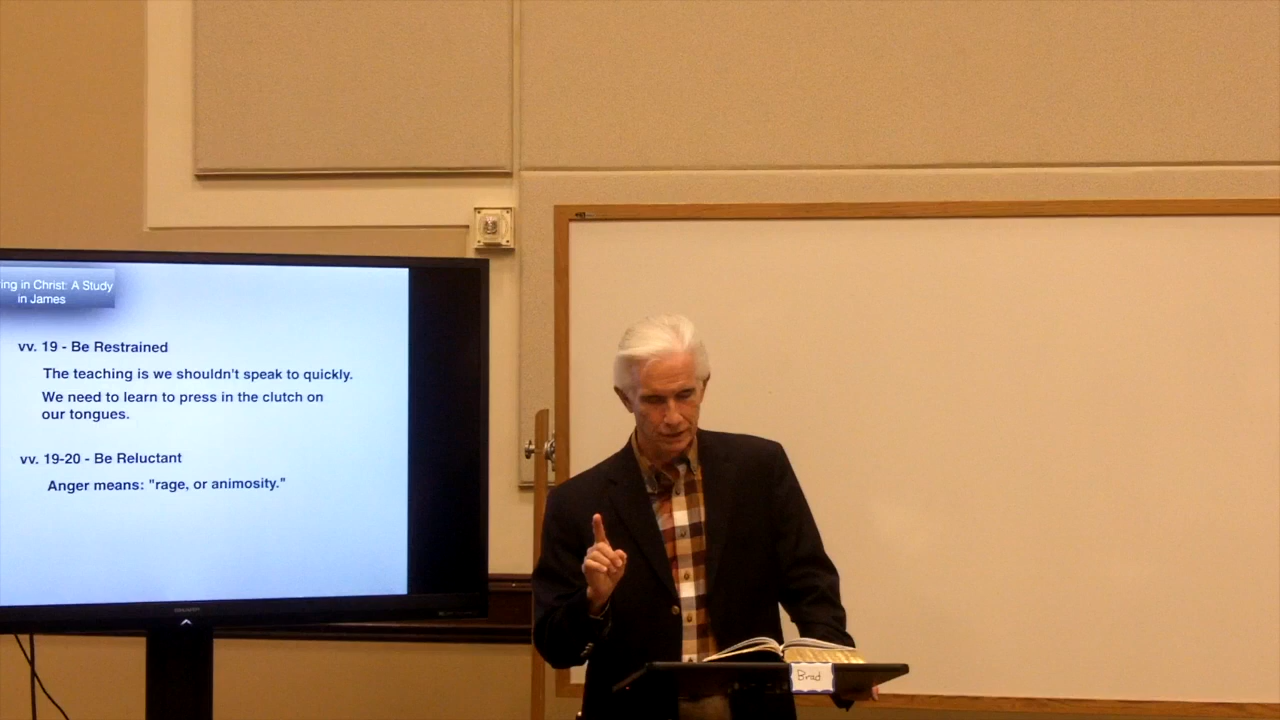 ing in Christ: A Study
in James
vv. 19 - Be Restrained
The teaching is we shouldn't speak to quickly.
We need to learn to press in the clutch on
our tongues.
vv. 19-20 - Be Reluctant
Anger means: "rage, or animosity."
Brad